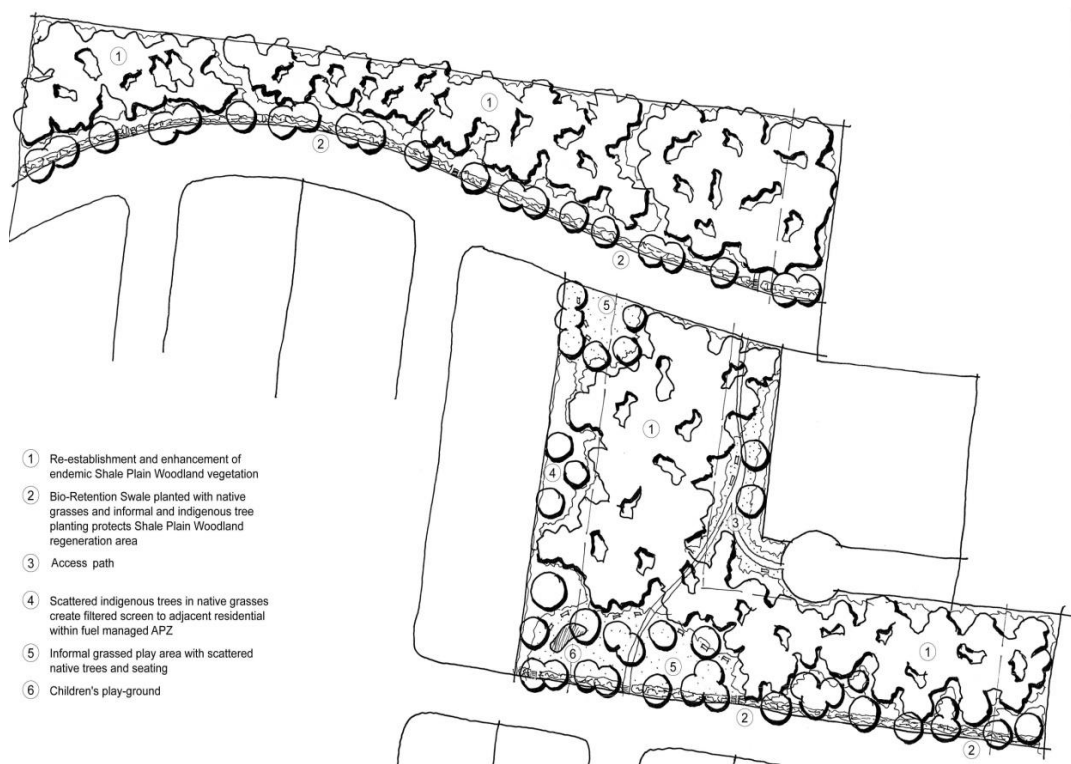 1
1
2
2
5
1
4
3
1
6
5
2
2
1 Re-establishment and enhancement of
endemic Shale Plain Woodland vegetation
2 Bio-Retention Swale planted with native
grasses and informal and indigenous tree
planting protects Shale Plain Woodland
regeneration area
3 Access path
4 Scattered indigenous trees in native grasses
create filtered screen to adjacent residential
within fuel managed APZ
5 Informal grassed play area with scattered
native trees and seating
6 Children's play-ground